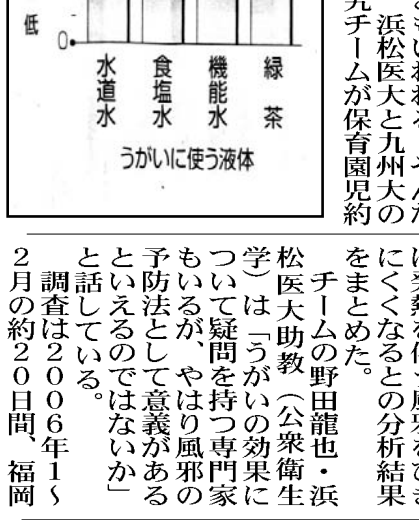 低
0
水道水
食塩水
機能水
緑茶
うがいに使う液体
浜松医大と九州大の
究チームが保育園児約
にくくなるとの分析結果
をまとめた。
チームの野田龍也・浜
松医大助教（公衆衛生
学）は「うがいの効果に
ついて疑問を持つ専門家
もいるが、やはり風邪の
予防法として意義がある
といえるのではないか」
と話している。
調査は2006年1〜
2月の約20日間、福岡